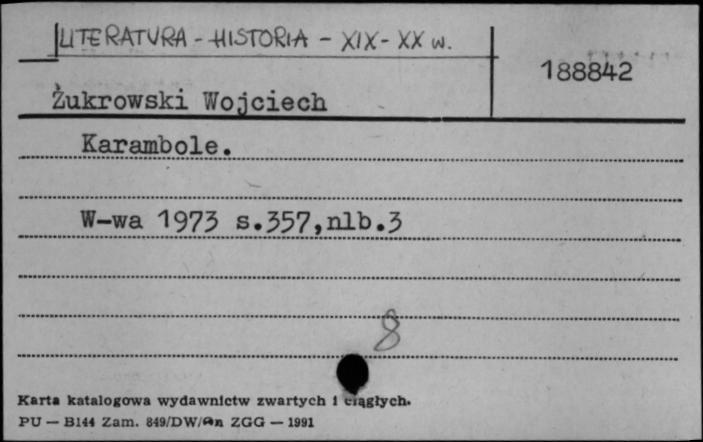 LITERATURA - HISTORIA - XIX - XX w.
188842
Żukrowski Wojciech
Karambole.
W-wa 1973 s.357,nlb.3
8
Karta katalogowa wydawnictw zwartych i ciągłych.
PU — B144 Zam. 849/DW/An ZGG — 1991